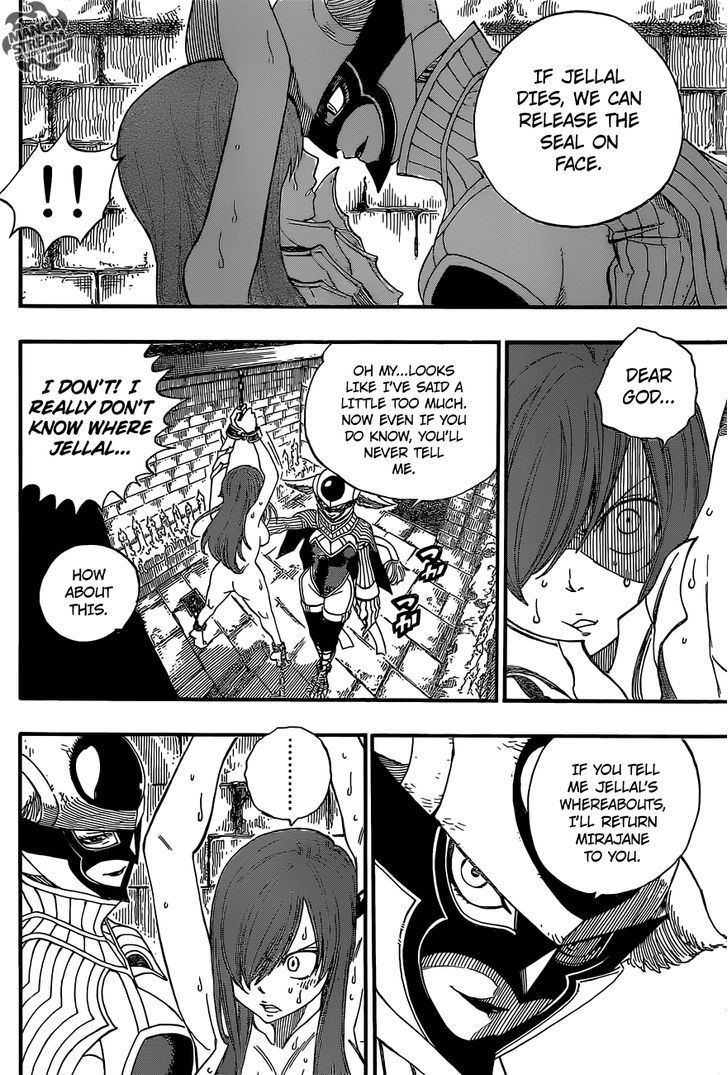 MANGA
STREAM
IF JELLAL
DIES, WE CAN
RELEASE THE
SEAL ON
FACE.
!!
DEAR
GOD...
OH MY...LOOKS
LIKE I'VE SAID A
LITTLE TOO MUCH.
NOW EVEN IF YOU
DO KNOW, YOU'LL
NEVER TELL
ME.
I DON'T! I
REALLY DON'T
KNOW WHERE
JELLAL...
HOW
ABOUT
THIS.
IF YOU TELL
ME JELLAL'S
WHEREABOUTS,
I'LL RETURN
MIRAJANE
TO YOU.
........